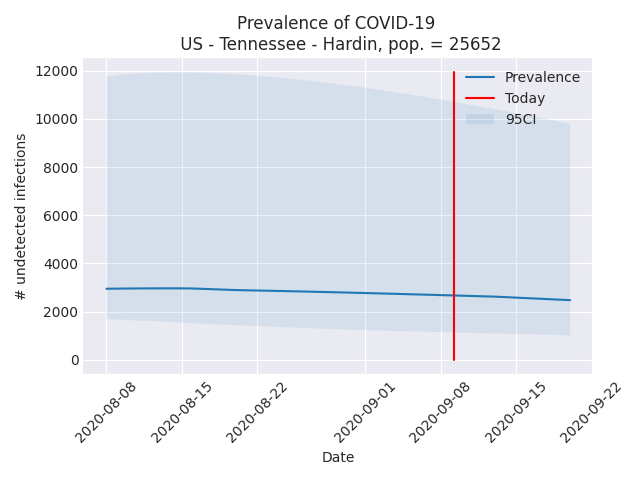 Prevalence of COVID-19
US - Tennessee - Hardin, pop. = 25652
12000
10000
8000
6000
4000
2000
0
# undetected infections
Prevalence
Today
95CI
2020-08-08
2020-08-15
2020-08-22
2020-09-01
2020-09-08
2020-09-15
2020-09-22
Date